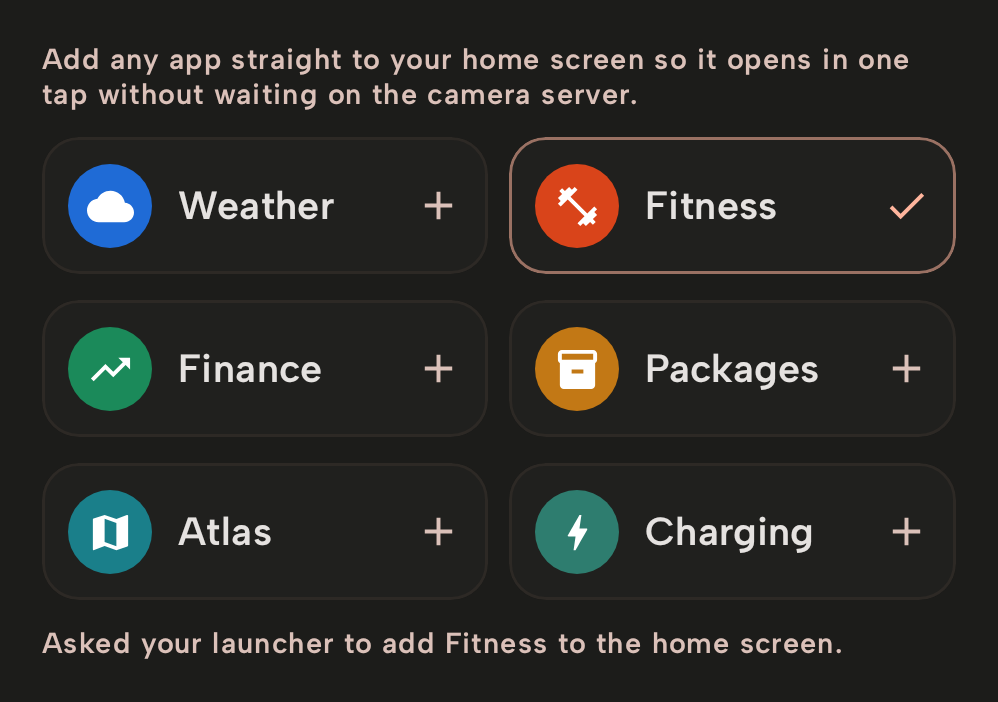 Add any app straight to your home screen so it opens in one
tap without waiting on the camera server.
Weather
Fitness
Finance
Packages
Atlas
Charging
Asked your launcher to add Fitness to the home screen.